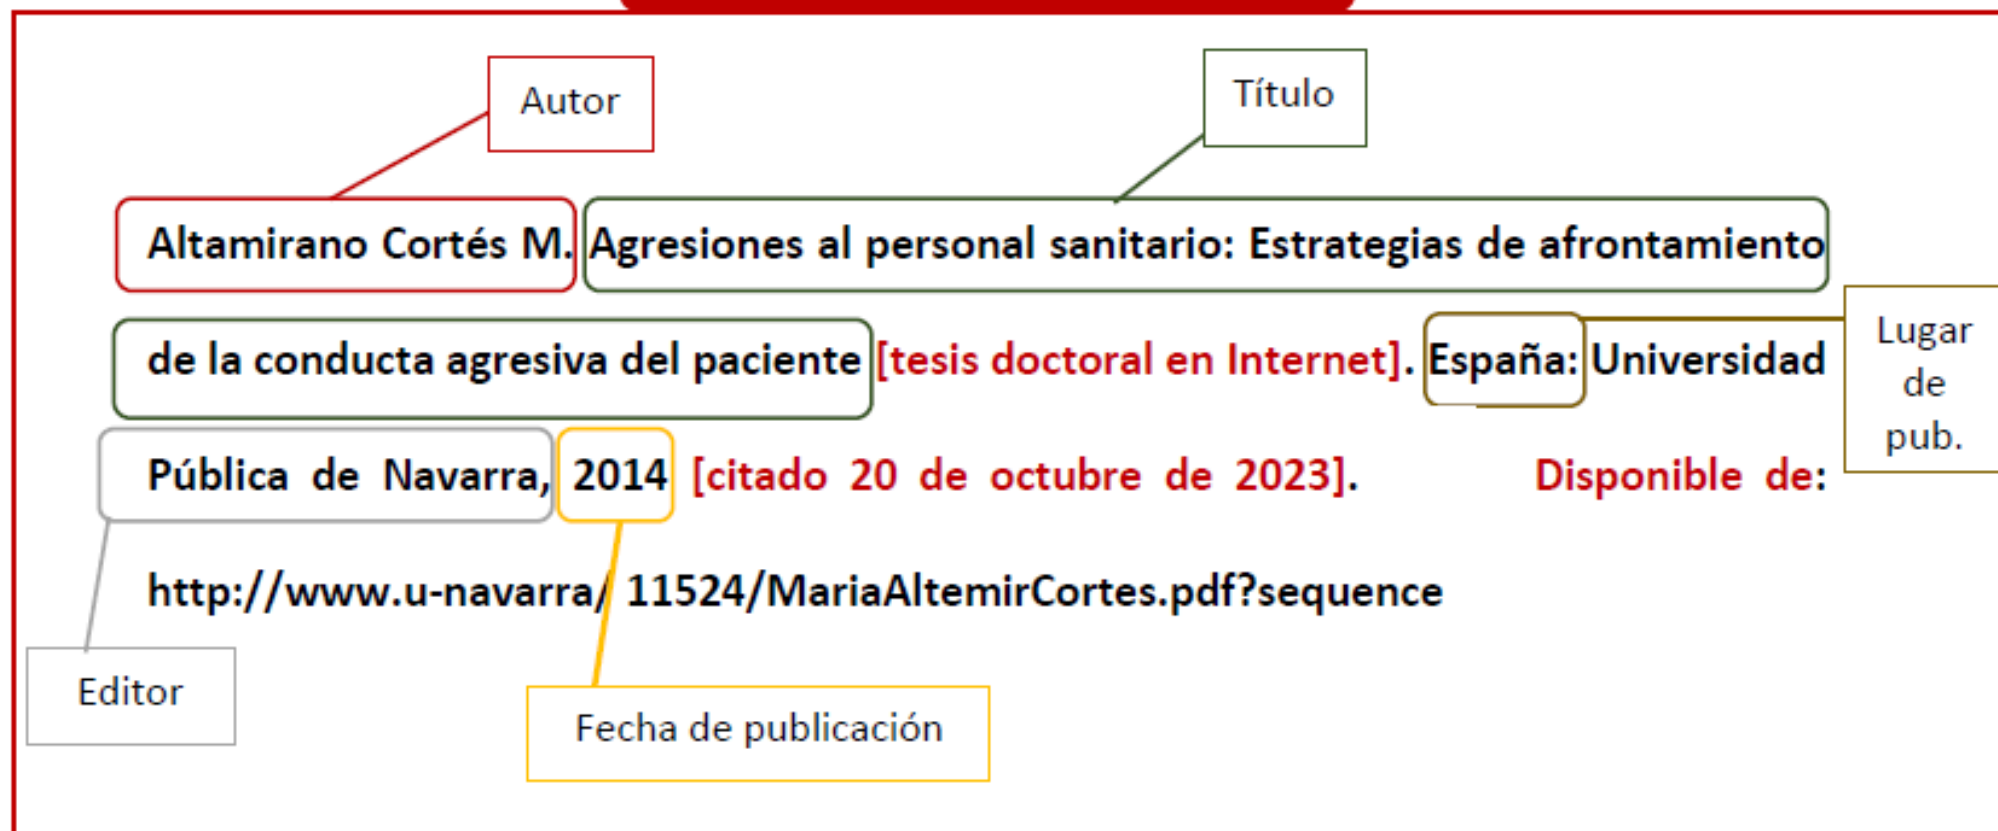 Autor
Título
Altamirano Cortés M. Agresiones al personal sanitario: Estrategias de afrontamiento
de la conducta agresiva del paciente [tesis doctoral en Internet]. España: Universidad
Lugar
de
pub.
Pública de Navarra, 2014 [citado 20 de octubre de 2023]. Disponible de:
http://www.u-navarra/ 11524/MariaAltemirCortes.pdf?sequence
Editor
Fecha de publicación